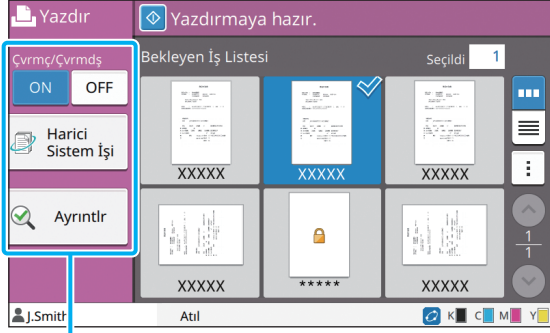 Yazdır
Yazdırmaya hazır.
Çvrmç/Çvrmdş
ON OFF
Harici
Sistem İşi
Ayrıntlr
Bekleyen İş Listesi
Seçildi 1
XXXXX XXXXX XXXXX
XXXXX ***** XXXXX
1
1
J.Smith
Atıl
K C M Y